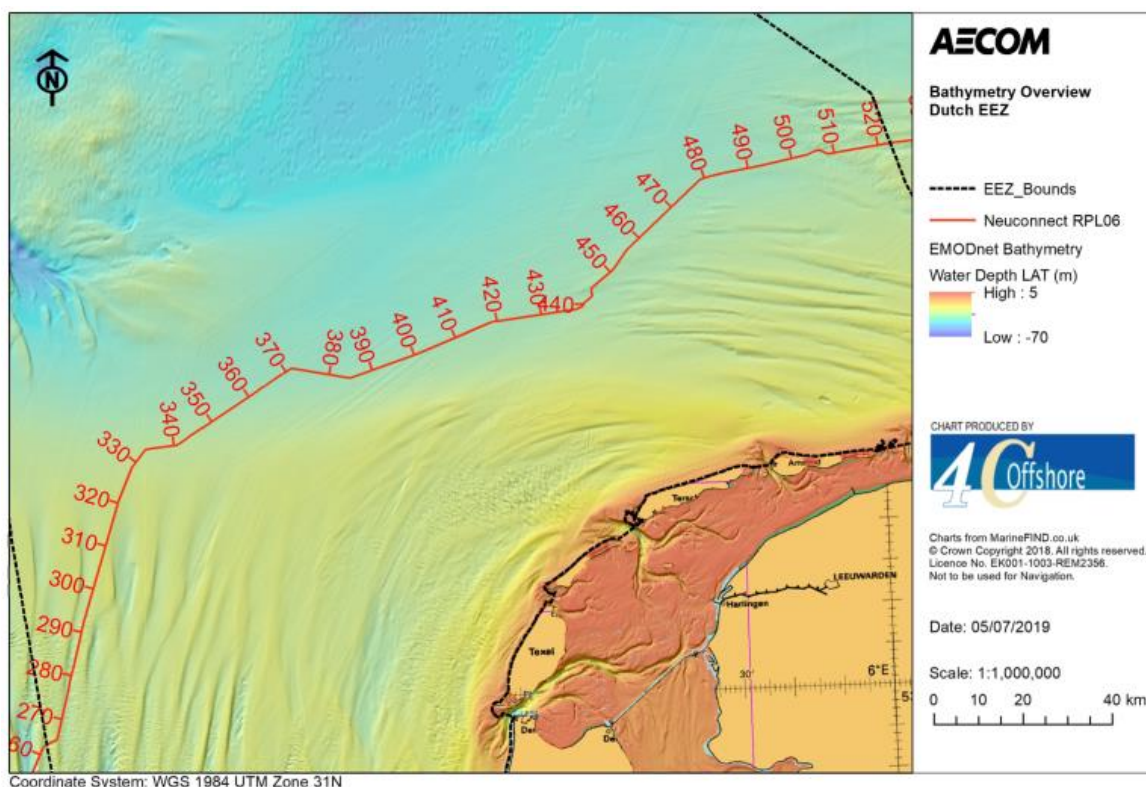 N
480
490
500
510
520
470
460
450
440
430
420
410
400
390
380
370
360
350
340
330
320
310
300
290
280
270
60
Texel
Harlingen
LEEUWARDEN
Den
De
30'
6°E
5
AECOM
Bathymetry Overview
Dutch EEZ
EEZ_Bounds
Neuconnect RPL06
EMODnet Bathymetry
Water Depth LAT (m)
High : 5
Low : -70
CHART PRODUCED BY
4C Offshore
Charts from MarineFIND.co.uk
© Crown Copyright 2018. All rights reserved.
Licence No. EK001-1003-REM2356.
Not to be used for Navigation.
Date: 05/07/2019
Scale: 1:1,000,000
0 10 20 40 km
Coordinate System: WGS 1984 UTM Zone 31N